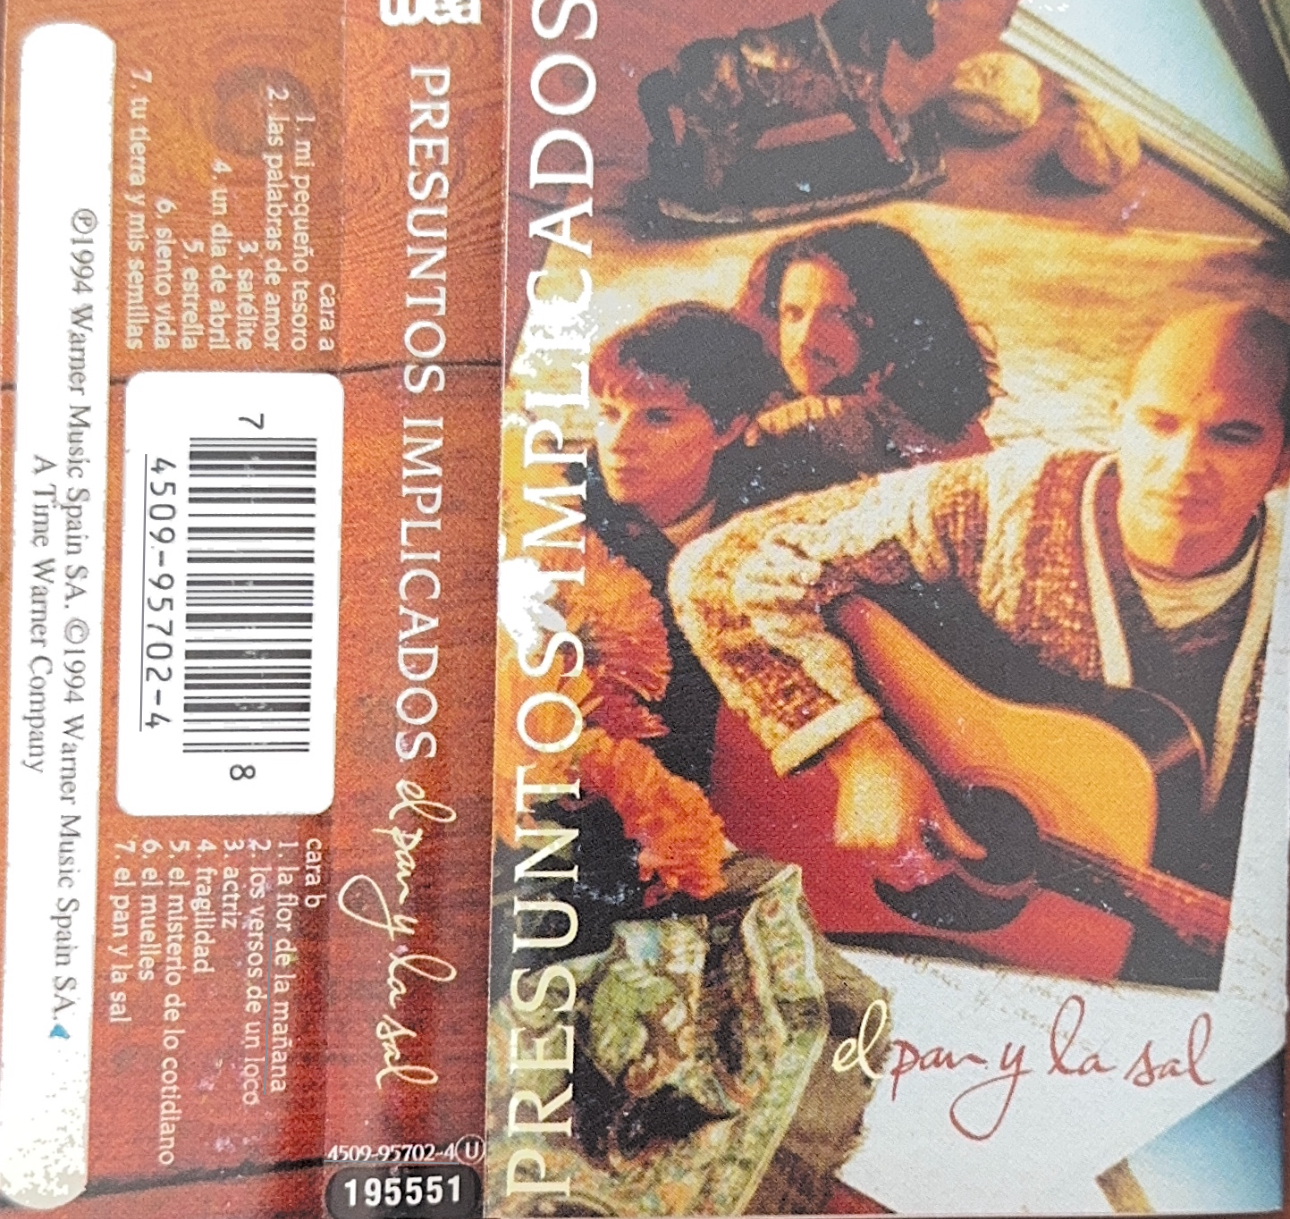 cara a
1. mi pequeño tesoro
2. las palabras de amor
3. satélite
4. un día de abril
5. estrella
6. siento vida
7. tu tierra y mis semillas
7
4509-95702-4
8
cara b
1. la flor de la mañana
2. los versos de un loco
3. actriz
4. fragilidad
5. el misterio de lo cotidiano
6. el muelles
7. el pan y la sal
℗1994 Warner Music Spain SA. ©1994 Warner Music Spain SA.
A Time Warner Company
wea
PRESUNTOS IMPLICADOS el pan y la sal
4509-95702-4 U
195551
PRESUNTOS IMPLICADOS
el pan y la sal